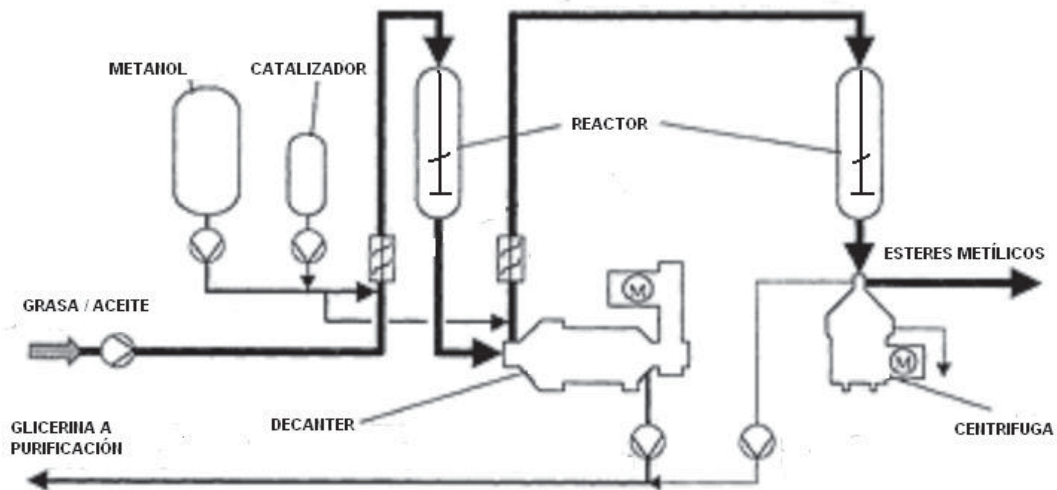 METANOL
CATALIZADOR
REACTOR
ESTERES METÍLICOS
GRASA / ACEITE
M
M
DECANTER
CENTRIFUGA
GLICERINA A
PURIFICACIÓN